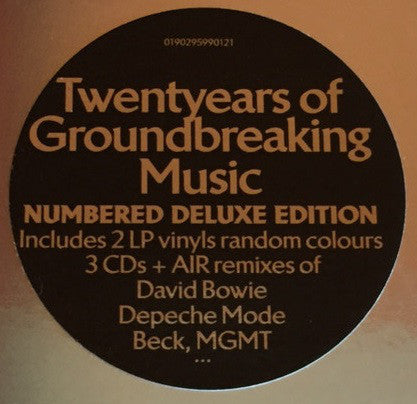 0190295990121
Twentyears of
Groundbreaking
Music
NUMBERED DELUXE EDITION
Includes 2 LP vinyls random colours
3 CDs + AIR remixes of
David Bowie
Depeche Mode
Beck, MGMT
...